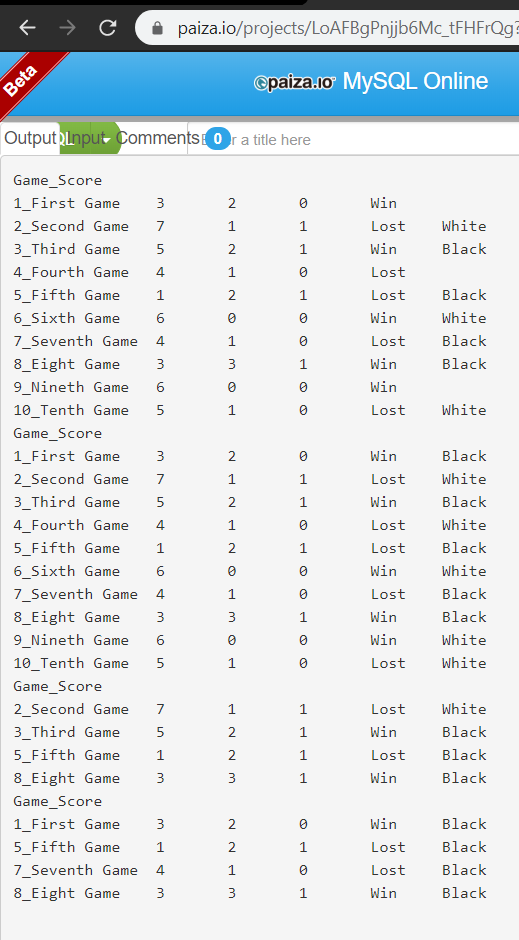 paiza.io/projects/LoAFBgPnjjb6Mc_tFHFrQg?
Beta
paiza.IO MySQL Online
Output QL Input Comments 0 r a title here
Game_Score
1_First Game 3 2 0 Win
2_Second Game 7 1 1 Lost White
3_Third Game 5 2 1 Win Black
4_Fourth Game 4 1 0 Lost
5_Fifth Game 1 2 1 Lost Black
6_Sixth Game 6 0 0 Win White
7_Seventh Game 4 1 0 Lost Black
8_Eight Game 3 3 1 Win Black
9_Nineth Game 6 0 0 Win
10_Tenth Game 5 1 0 Lost White
Game_Score
1_First Game 3 2 0 Win Black
2_Second Game 7 1 1 Lost White
3_Third Game 5 2 1 Win Black
4_Fourth Game 4 1 0 Lost White
5_Fifth Game 1 2 1 Lost Black
6_Sixth Game 6 0 0 Win White
7_Seventh Game 4 1 0 Lost Black
8_Eight Game 3 3 1 Win Black
9_Nineth Game 6 0 0 Win White
10_Tenth Game 5 1 0 Lost White
Game_Score
2_Second Game 7 1 1 Lost White
3_Third Game 5 2 1 Win Black
5_Fifth Game 1 2 1 Lost Black
8_Eight Game 3 3 1 Win Black
Game_Score
1_First Game 3 2 0 Win Black
5_Fifth Game 1 2 1 Lost Black
7_Seventh Game 4 1 0 Lost Black
8_Eight Game 3 3 1 Win Black